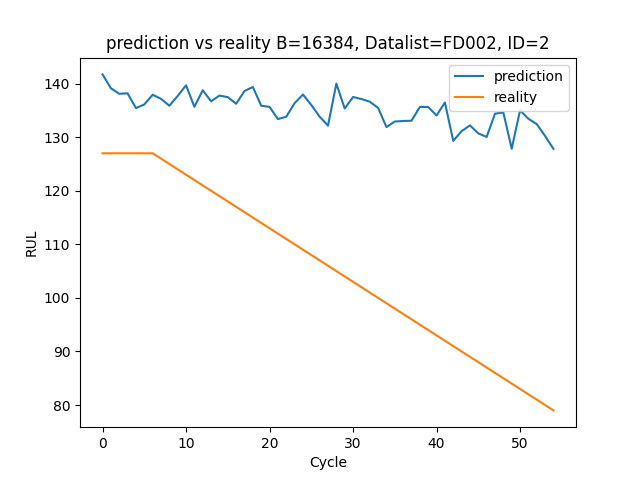 prediction vs reality B=16384, Datalist=FD002, ID=2
prediction
reality
140
130
120
110
100
90
80
RUL
0 10 20 30 40 50
Cycle